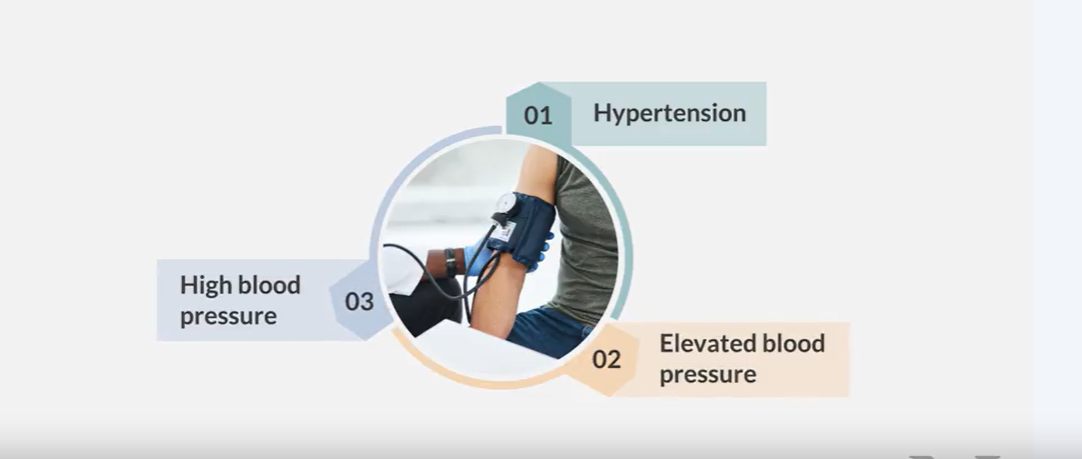 01
Hypertension
02
Elevated blood
pressure
03
High blood
pressure